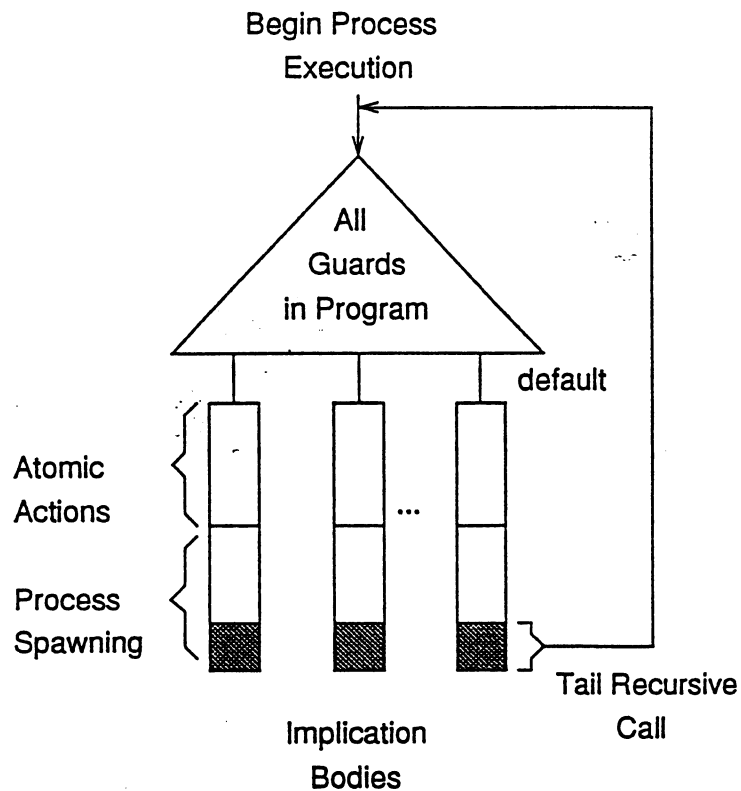 Begin Process
Execution
All
Guards
in Program
default
Atomic
Actions
...
Process
Spawning
Tail Recursive
Call
Implication
Bodies